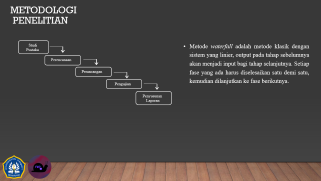 METODOLOGI
PENELITIAN
Studi
Pustaka
Perencanaan
Perancangan
Pengujian
Penyusunan
Laporan
• Metode waterfall adalah metode klasik dengan
sistem yang linier, output pada tahap sebelumnya
akan menjadi input bagi tahap selanjutnya. Setiap
fase yang ada harus diselesaikan satu demi satu,
kemudian dilanjutkan ke fase berikutnya.